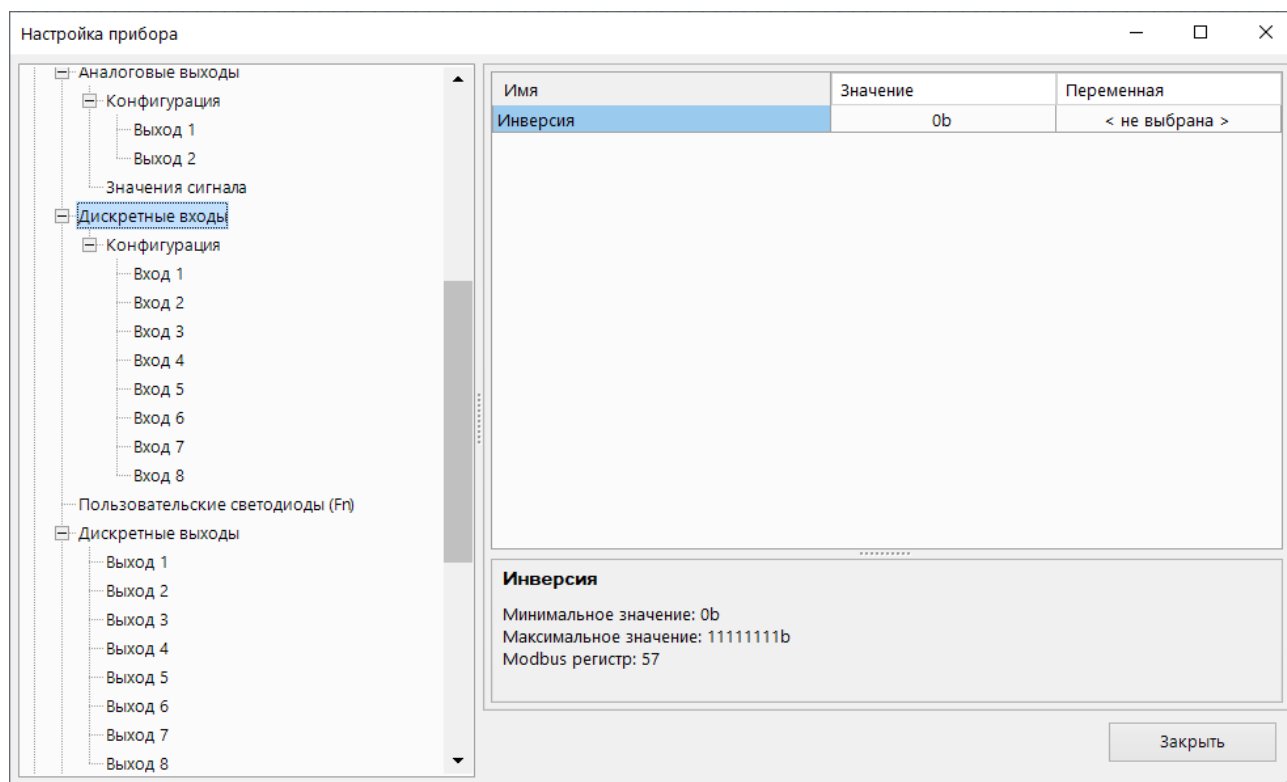 Настройка прибора
Аналоговые выходы
Конфигурация
Выход 1
Выход 2
Значения сигнала
Дискретные входы
Конфигурация
Вход 1
Вход 2
Вход 3
Вход 4
Вход 5
Вход 6
Вход 7
Вход 8
Пользовательские светодиоды (Fn)
Дискретные выходы
Выход 1
Выход 2
Выход 3
Выход 4
Выход 5
Выход 6
Выход 7
Выход 8
Имя Значение Переменная
Инверсия 0b < не выбрана >
Инверсия
Минимальное значение: 0b
Максимальное значение: 11111111b
Modbus регистр: 57
Закрыть